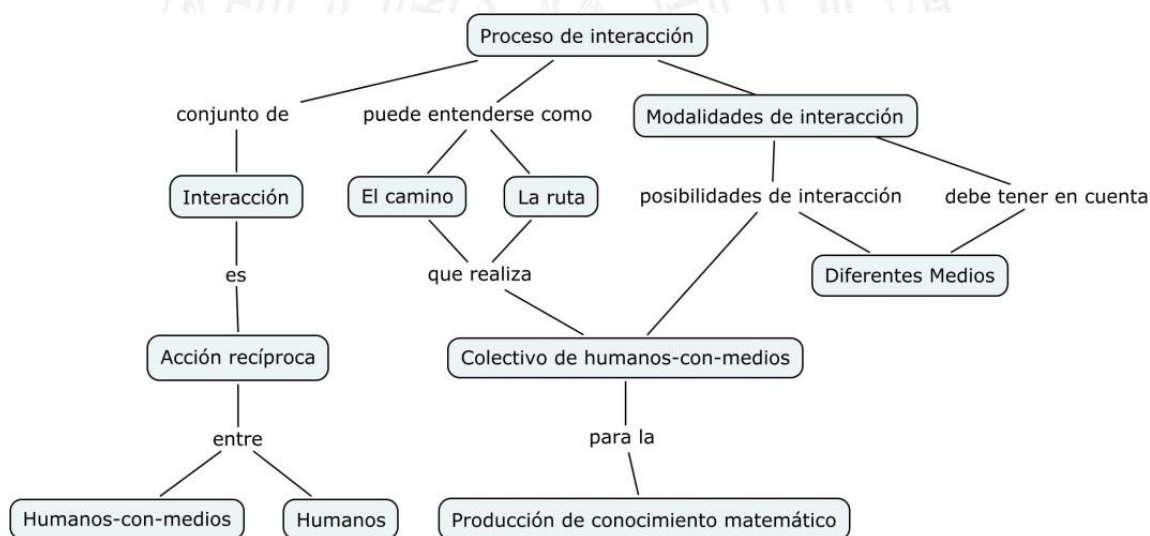 Proceso de interacción
conjunto de
puede entenderse como
Modalidades de interacción
Interacción
El camino
La ruta
posibilidades de interacción
debe tener en cuenta
es
que realiza
Diferentes Medios
Acción recíproca
Colectivo de humanos-con-medios
entre
para la
Humanos-con-medios
Humanos
Producción de conocimiento matemático